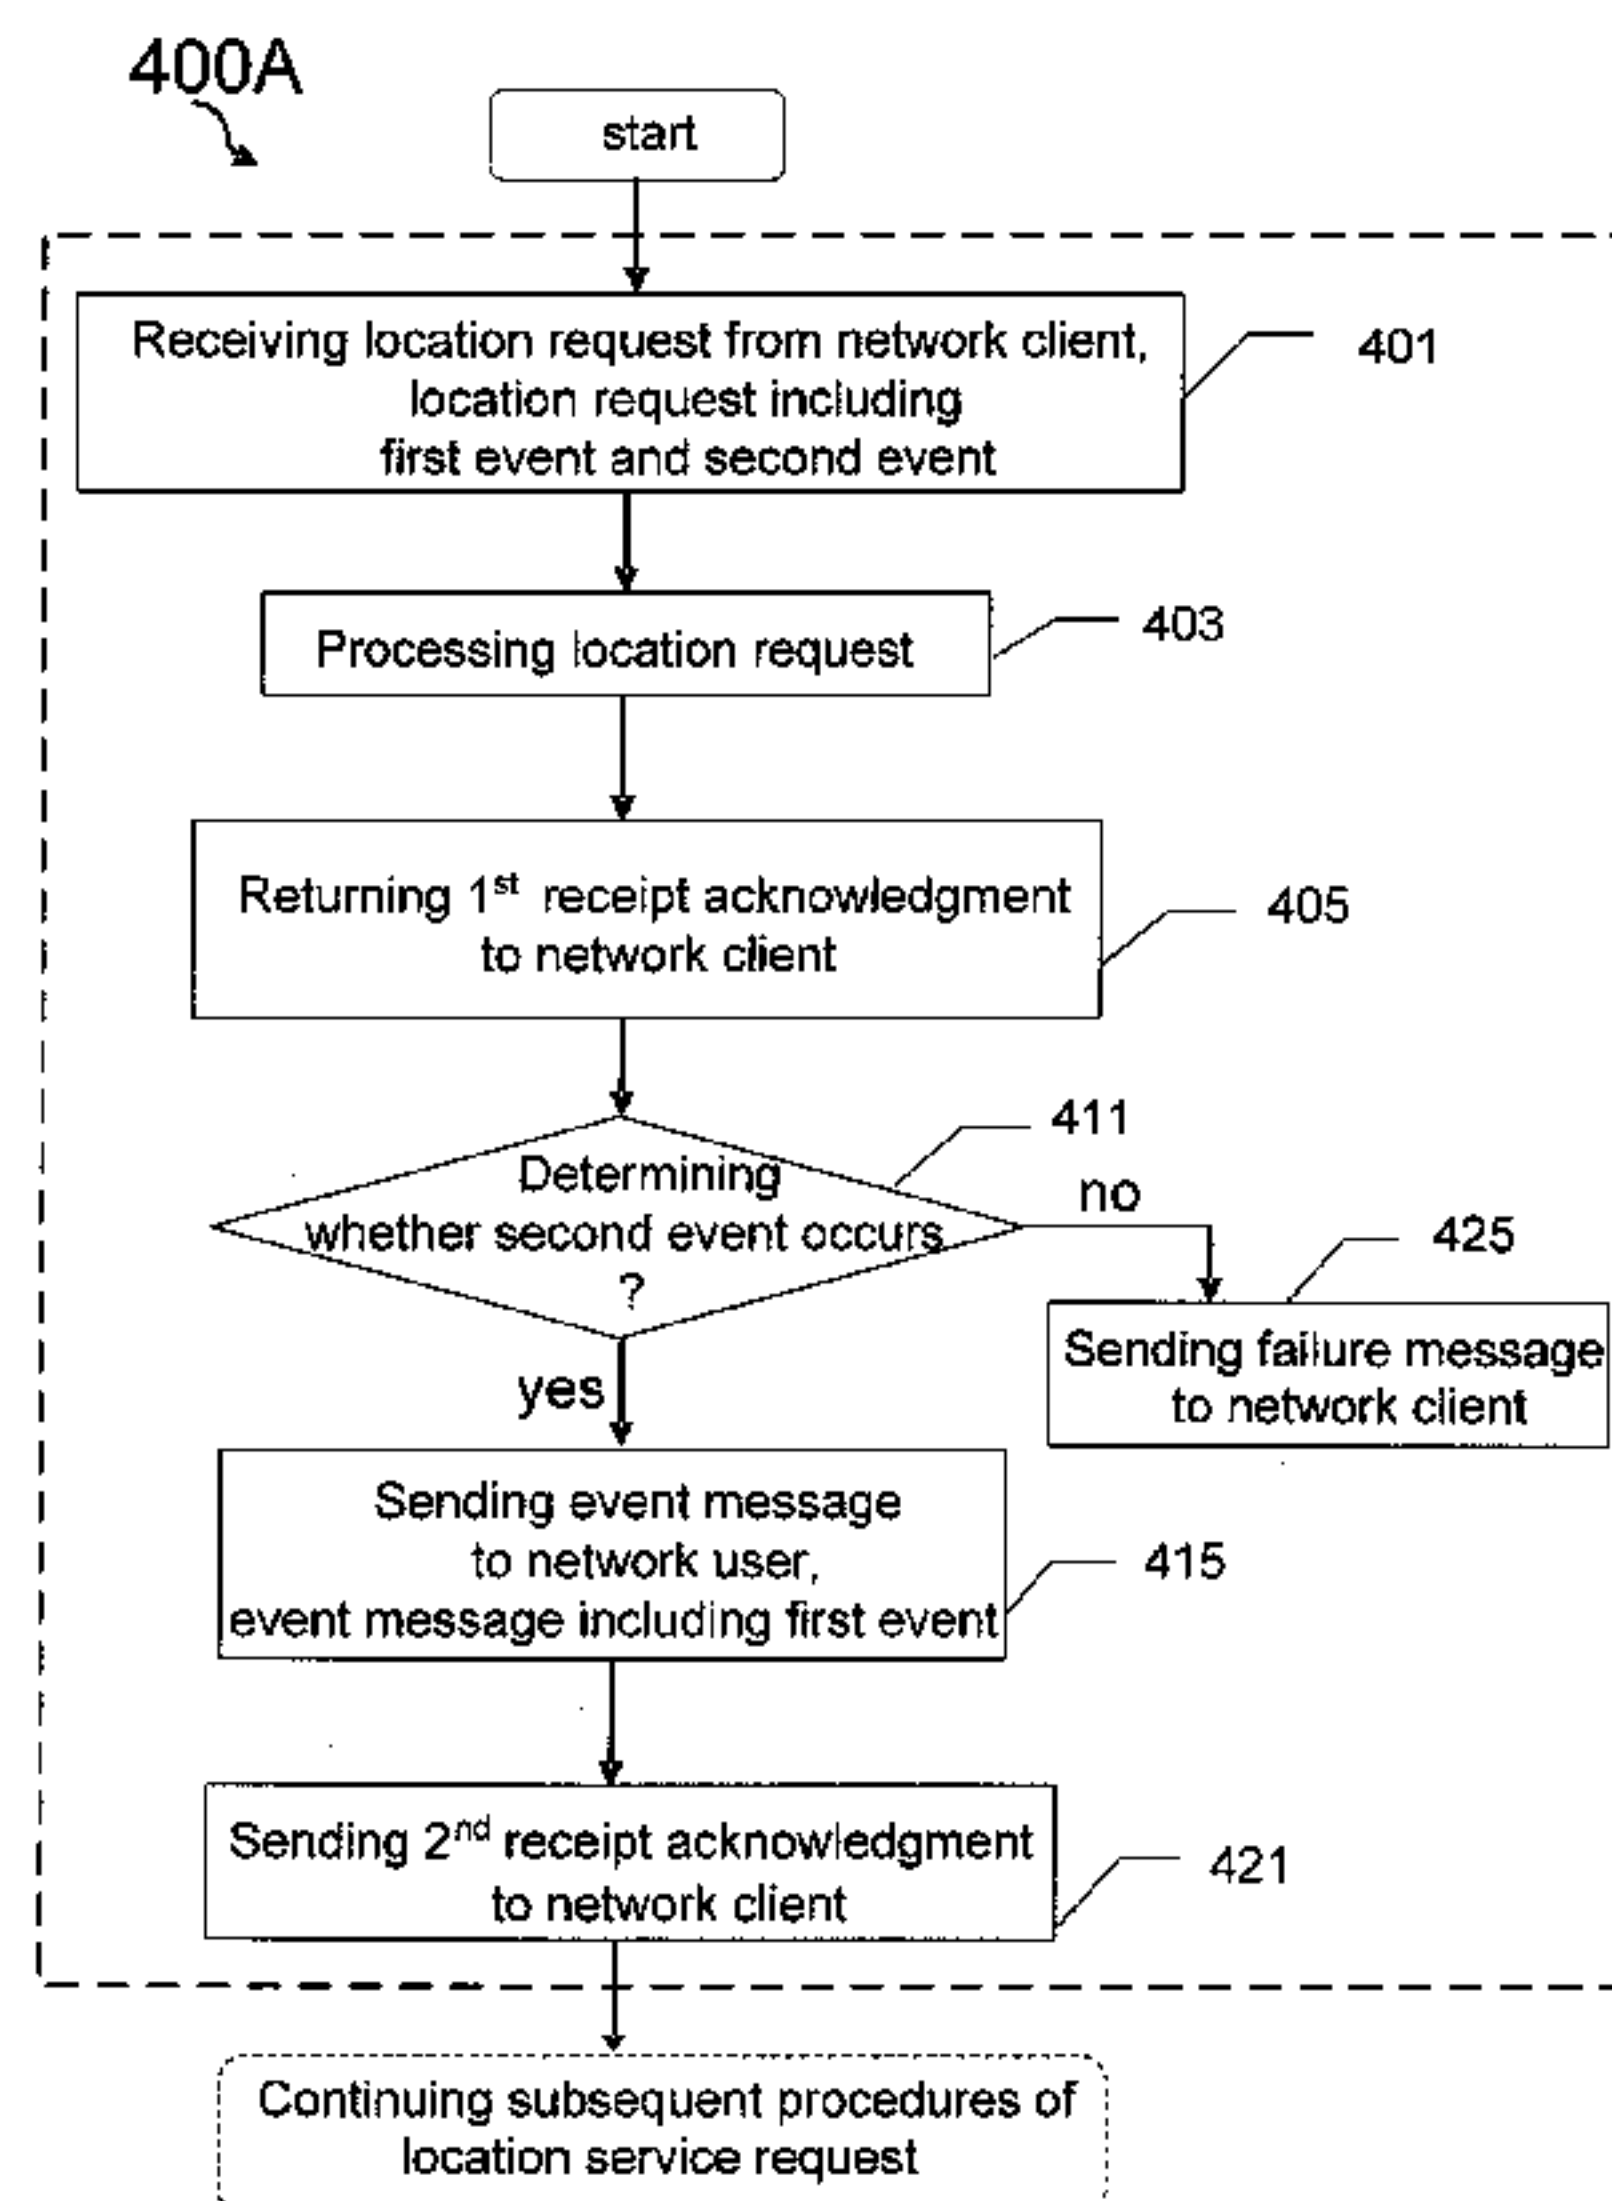 400A
start
Receiving location request from network client,
location request including
first event and second event
401
Processing location request
403
Returning 1st receipt acknowledgment
to network client
405
411
Determining
whether second event occurs
?
no
425
Sending failure message
to network client
yes
Sending event message
to network user,
event message including first event
415
Sending 2nd receipt acknowledgment
to network client
421
Continuing subsequent procedures of
location service request